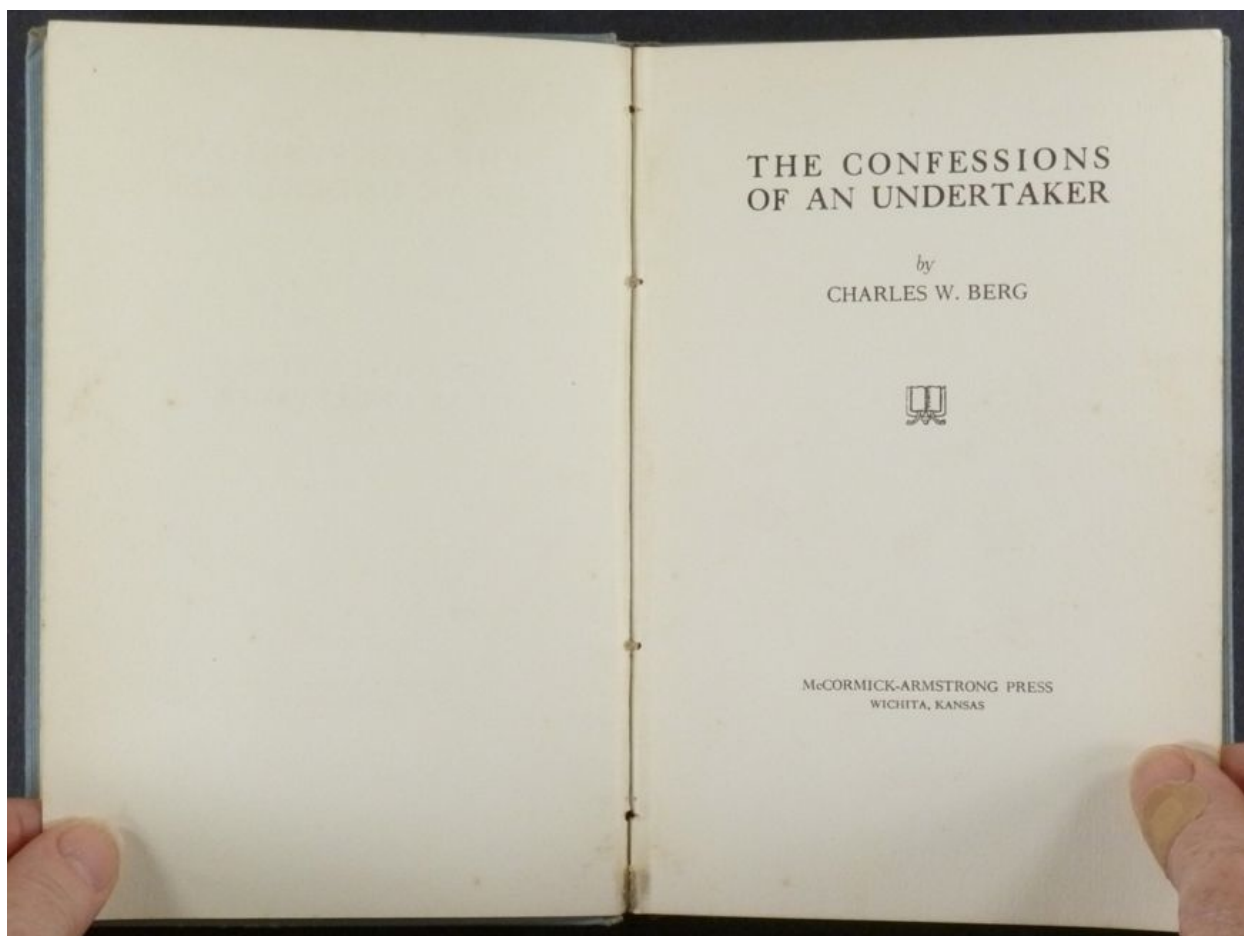 THE CONFESSIONS
OF AN UNDERTAKER
by
CHARLES W. BERG
McCORMICK-ARMSTRONG PRESS
WICHITA, KANSAS